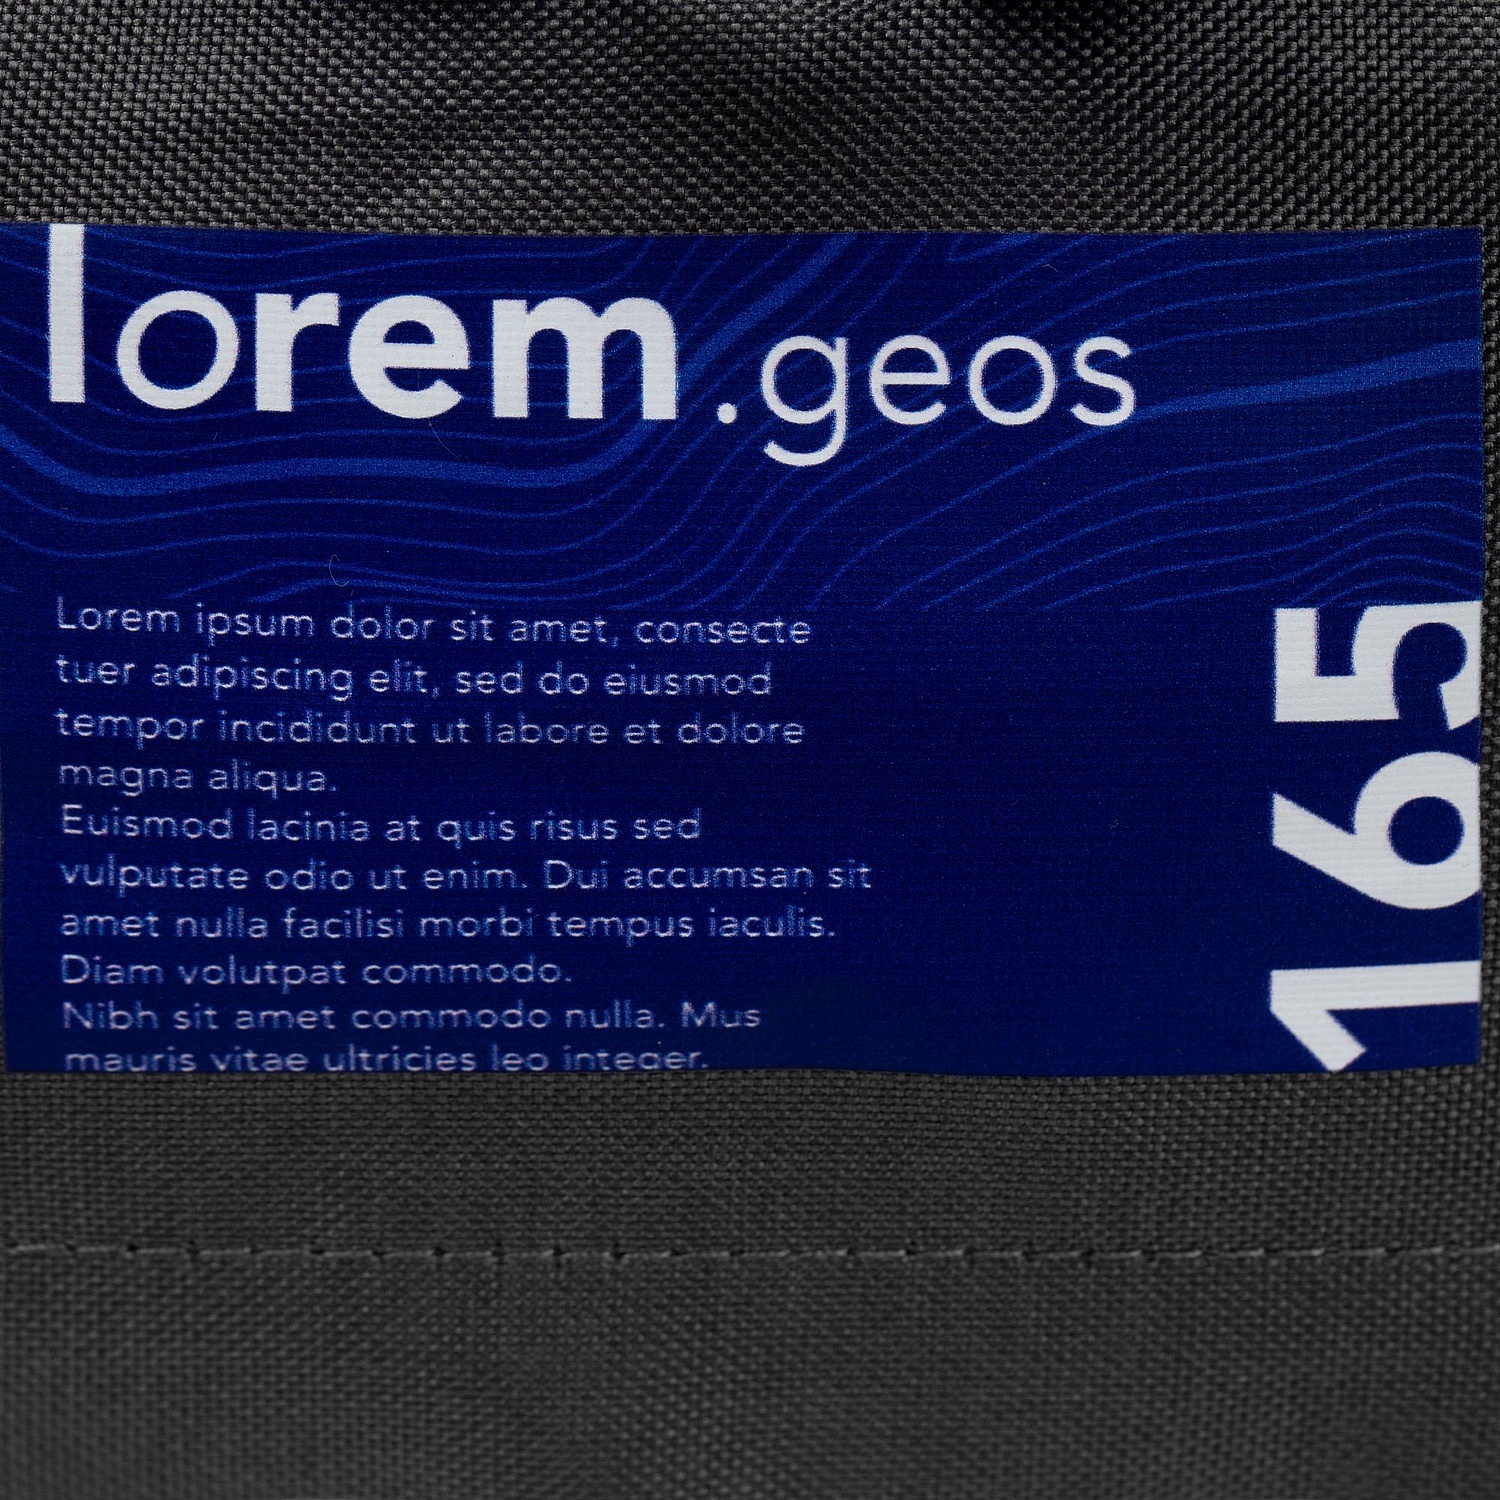 lorem.geos
Lorem ipsum dolor sit amet, consecte
tuer adipiscing elit, sed do eiusmod
tempor incididunt ut labore et dolore
magna aliqua.
Euismod lacinia at quis risus sed
vulputate odio ut enim. Dui accumsan sit
amet nulla facilisi morbi tempus iaculis.
Diam volutpat commodo.
Nibh sit amet commodo nulla. Mus
mauris vitae ultricies leo integer.
165